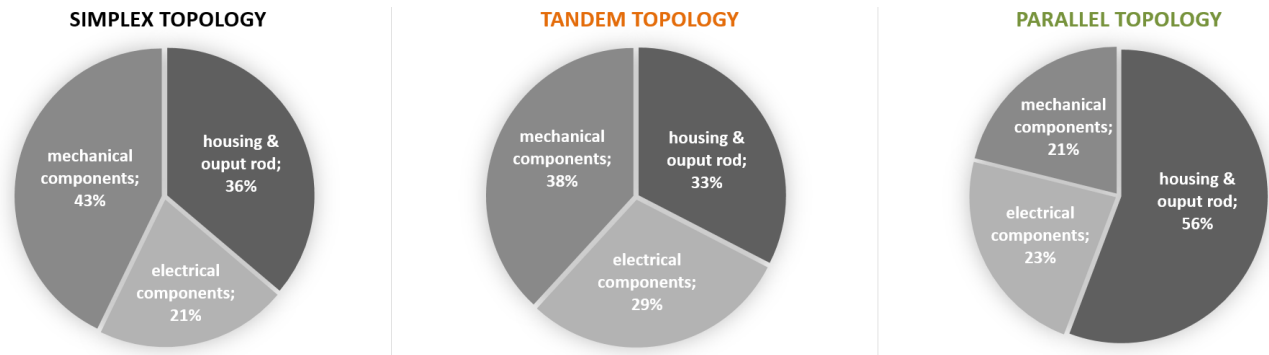 SIMPLEX TOPOLOGY
mechanical
components;
43%
housing &
ouput rod;
36%
electrical
components;
21%
TANDEM TOPOLOGY
mechanical
components;
38%
housing &
ouput rod;
33%
electrical
components;
29%
PARALLEL TOPOLOGY
mechanical
components;
21%
housing &
ouput rod;
56%
electrical
components;
23%